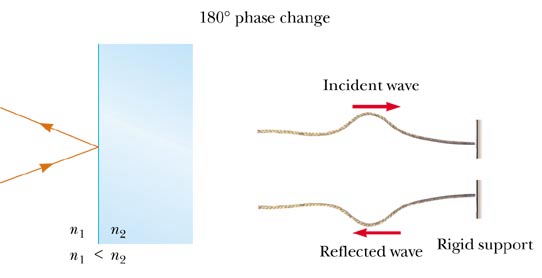 180° phase change
Incident wave
n₁ n₂
n₁ < n₂
Reflected wave
Rigid support